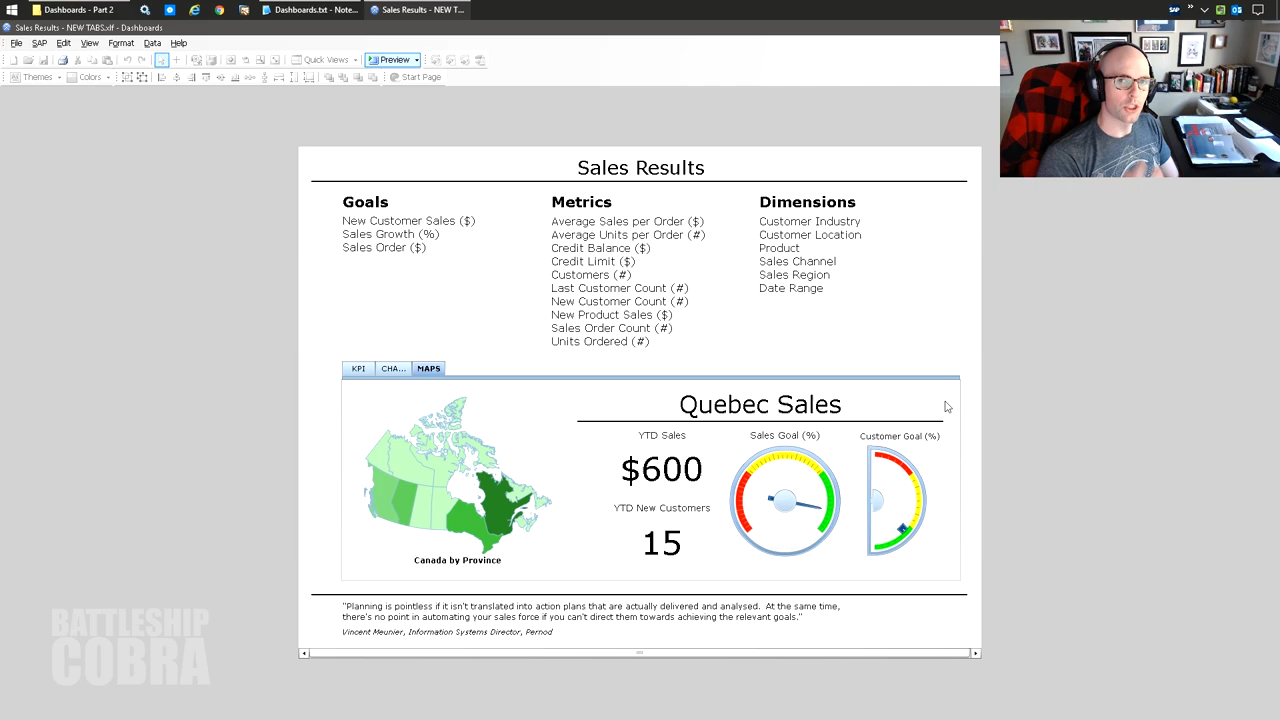 Dashboards - Part 2
Dashboards.txt - Note...
Sales Results - NEW T...
Sales Results - NEW TABS.xlf - Dashboards
File SAP Edit View Format Data Help
Quick Views Preview
Themes Colors Start Page
Sales Results
Goals
New Customer Sales ($)
Sales Growth (%)
Sales Order ($)
Metrics
Average Sales per Order ($)
Average Units per Order (#)
Credit Balance ($)
Credit Limit ($)
Customers (#)
Last Customer Count (#)
New Customer Count (#)
New Product Sales ($)
Sales Order Count (#)
Units Ordered (#)
Dimensions
Customer Industry
Customer Location
Product
Sales Channel
Sales Region
Date Range
KPI CHA... MAPS
Canada by Province
Quebec Sales
YTD Sales
$600
YTD New Customers
15
Sales Goal (%)
Customer Goal (%)
"Planning is pointless if it isn't translated into action plans that are actually delivered and analysed. At the same time,
there's no point in automating your sales force if you can't direct them towards achieving the relevant goals."
Vincent Meunier, Information Systems Director, Pernod
BATTLESHIP
COBRA